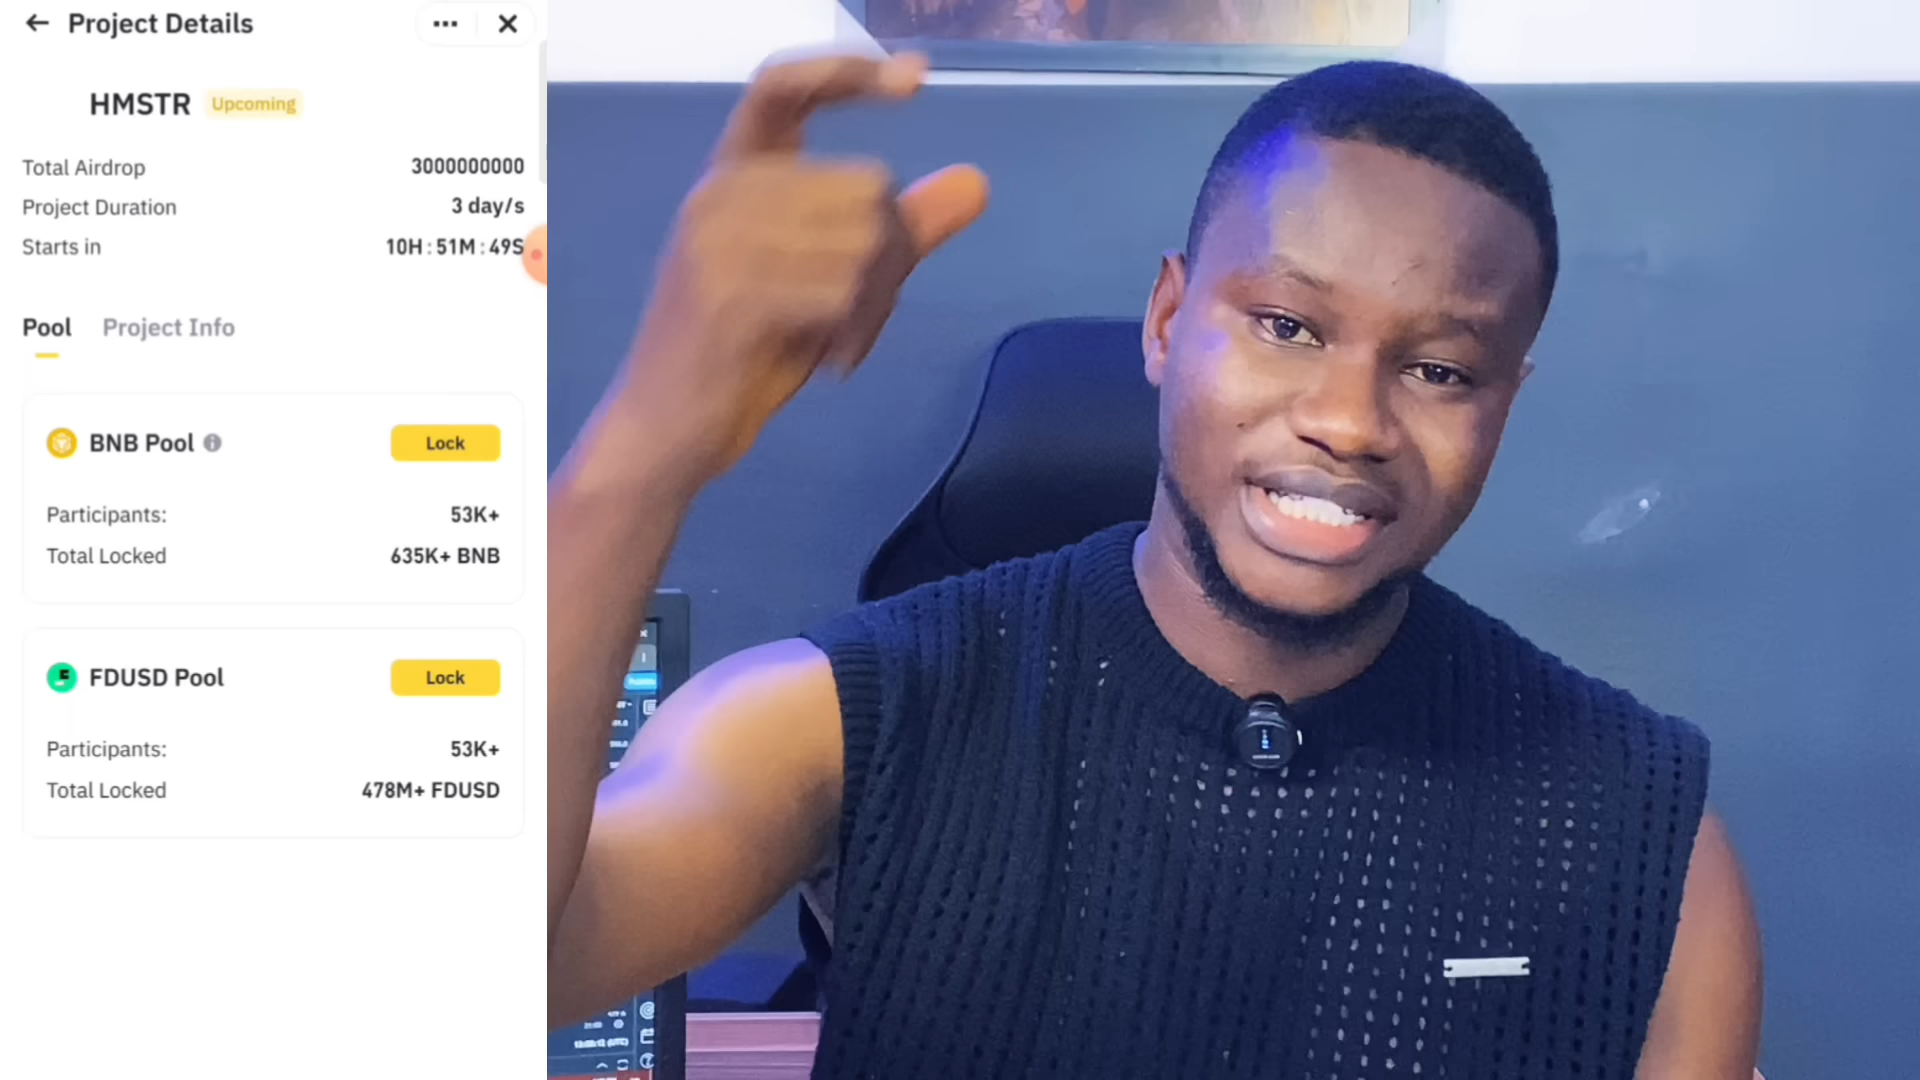 Project Details
HMSTR Upcoming
Total Airdrop 3000000000
Project Duration 3 day/s
Starts in 10H : 51M : 49S
Pool Project Info
BNB Pool Lock
Participants: 53K+
Total Locked 635K+ BNB
FDUSD Pool Lock
Participants: 53K+
Total Locked 478M+ FDUSD